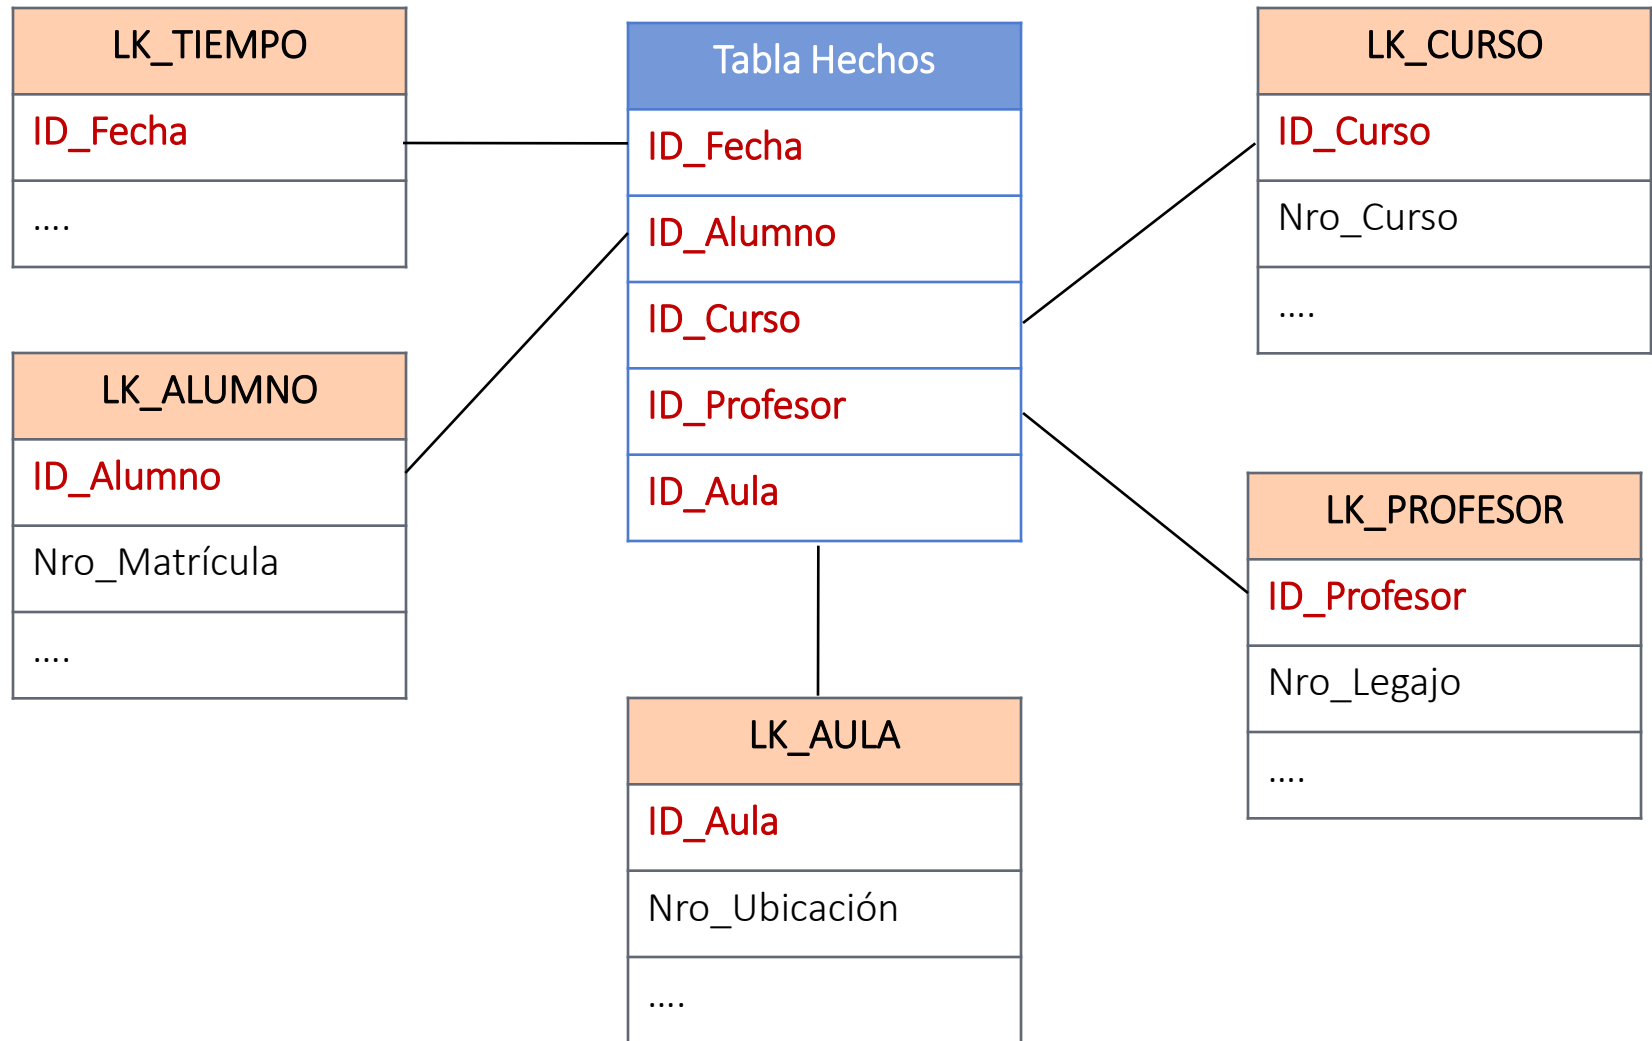 LK_TIEMPO
ID_Fecha
....
LK_ALUMNO
ID_Alumno
Nro_Matrícula
....
Tabla Hechos
ID_Fecha
ID_Alumno
ID_Curso
ID_Profesor
ID_Aula
LK_AULA
ID_Aula
Nro_Ubicación
....
LK_CURSO
ID_Curso
Nro_Curso
....
LK_PROFESOR
ID_Profesor
Nro_Legajo
....